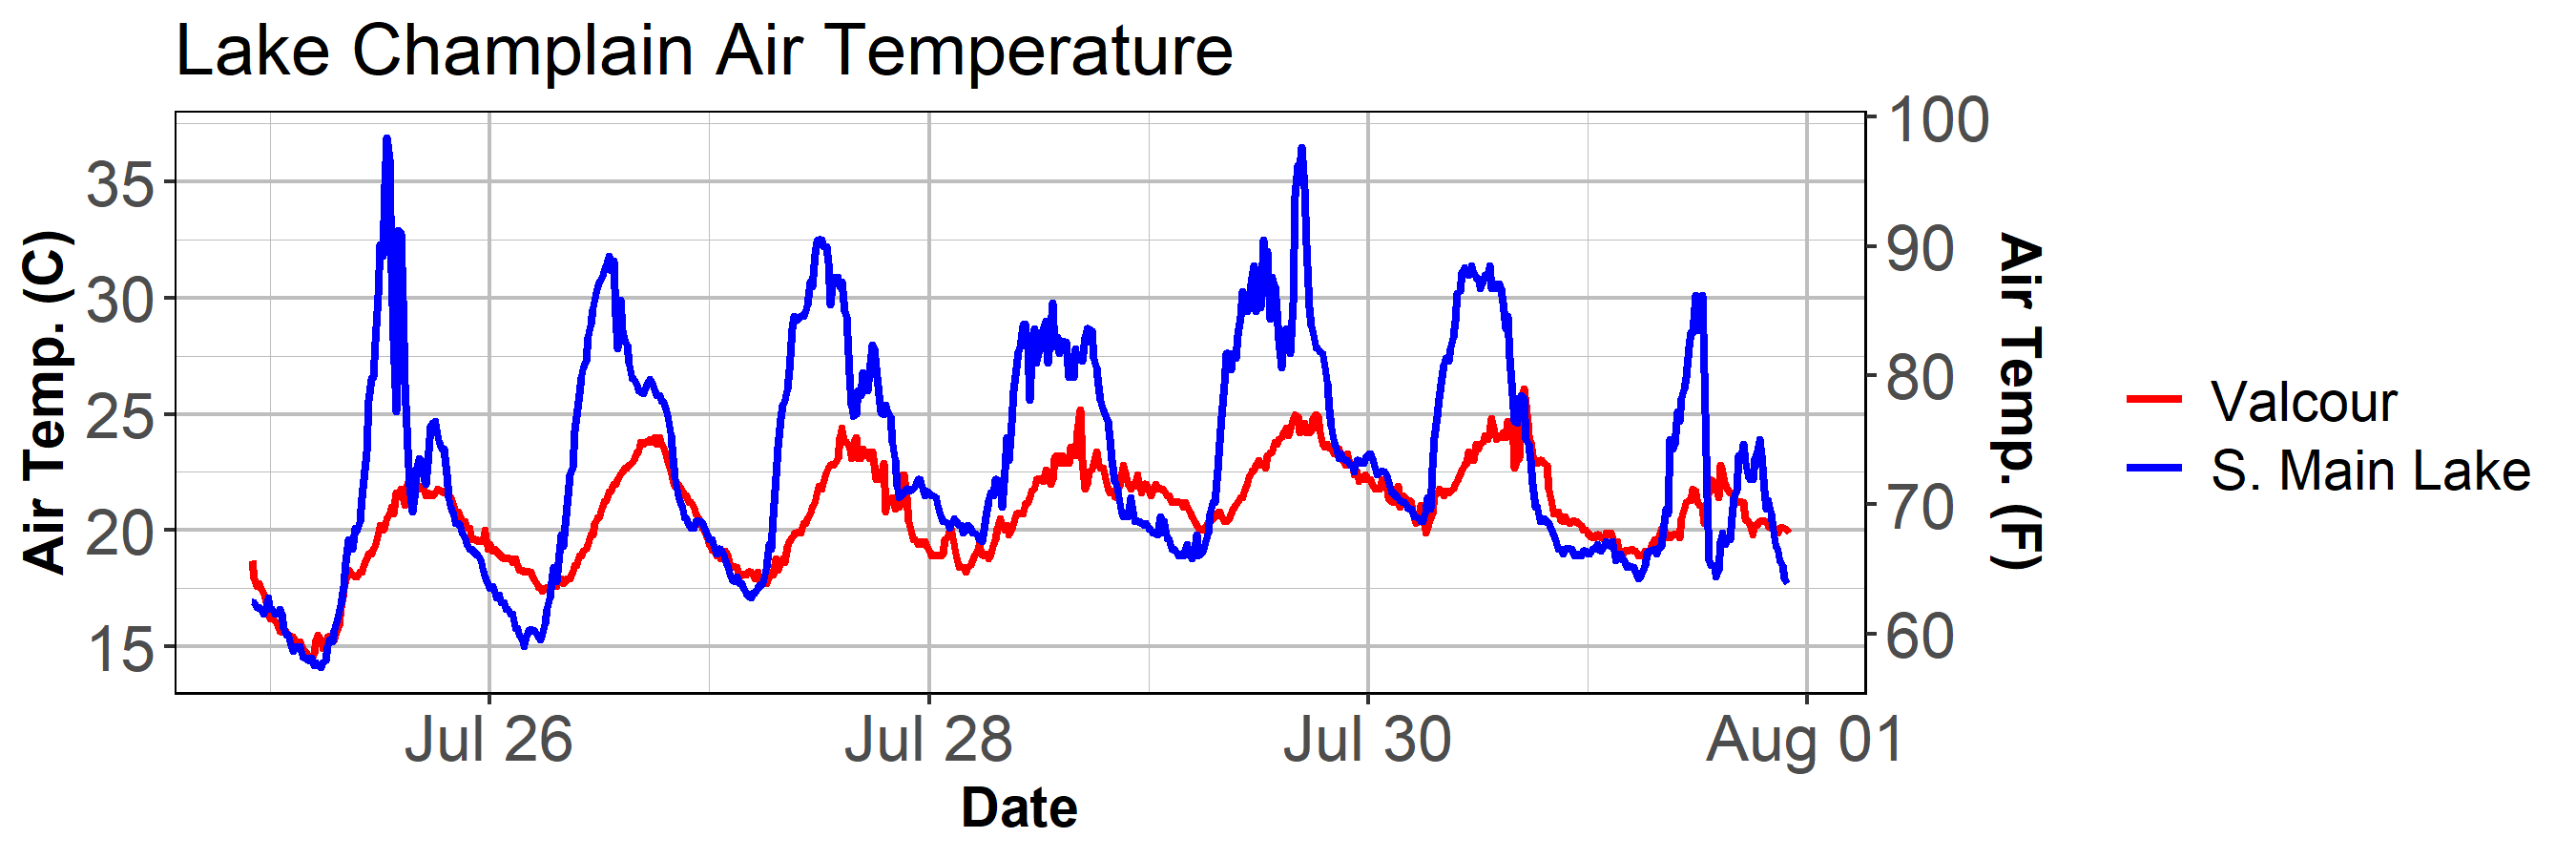 Lake Champlain Air Temperature
Air Temp. (C)
35
30
25
20
15
100
90
80
70
60
Air Temp. (F)
Jul 26
Jul 28
Jul 30
Aug 01
Date
Valcour
S. Main Lake